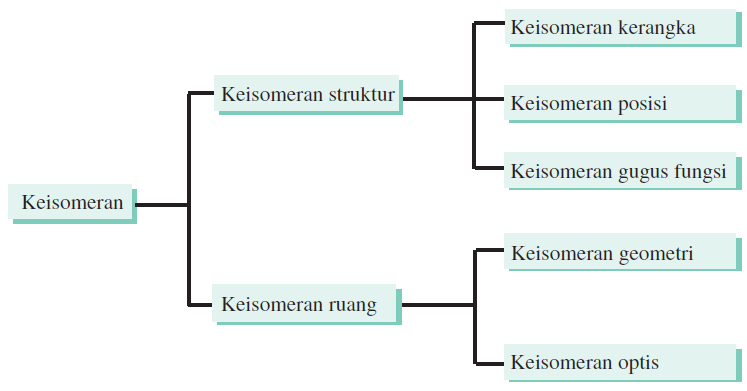 Keisomeran
Keisomeran struktur
Keisomeran kerangka
Keisomeran posisi
Keisomeran gugus fungsi
Keisomeran ruang
Keisomeran geometri
Keisomeran optis